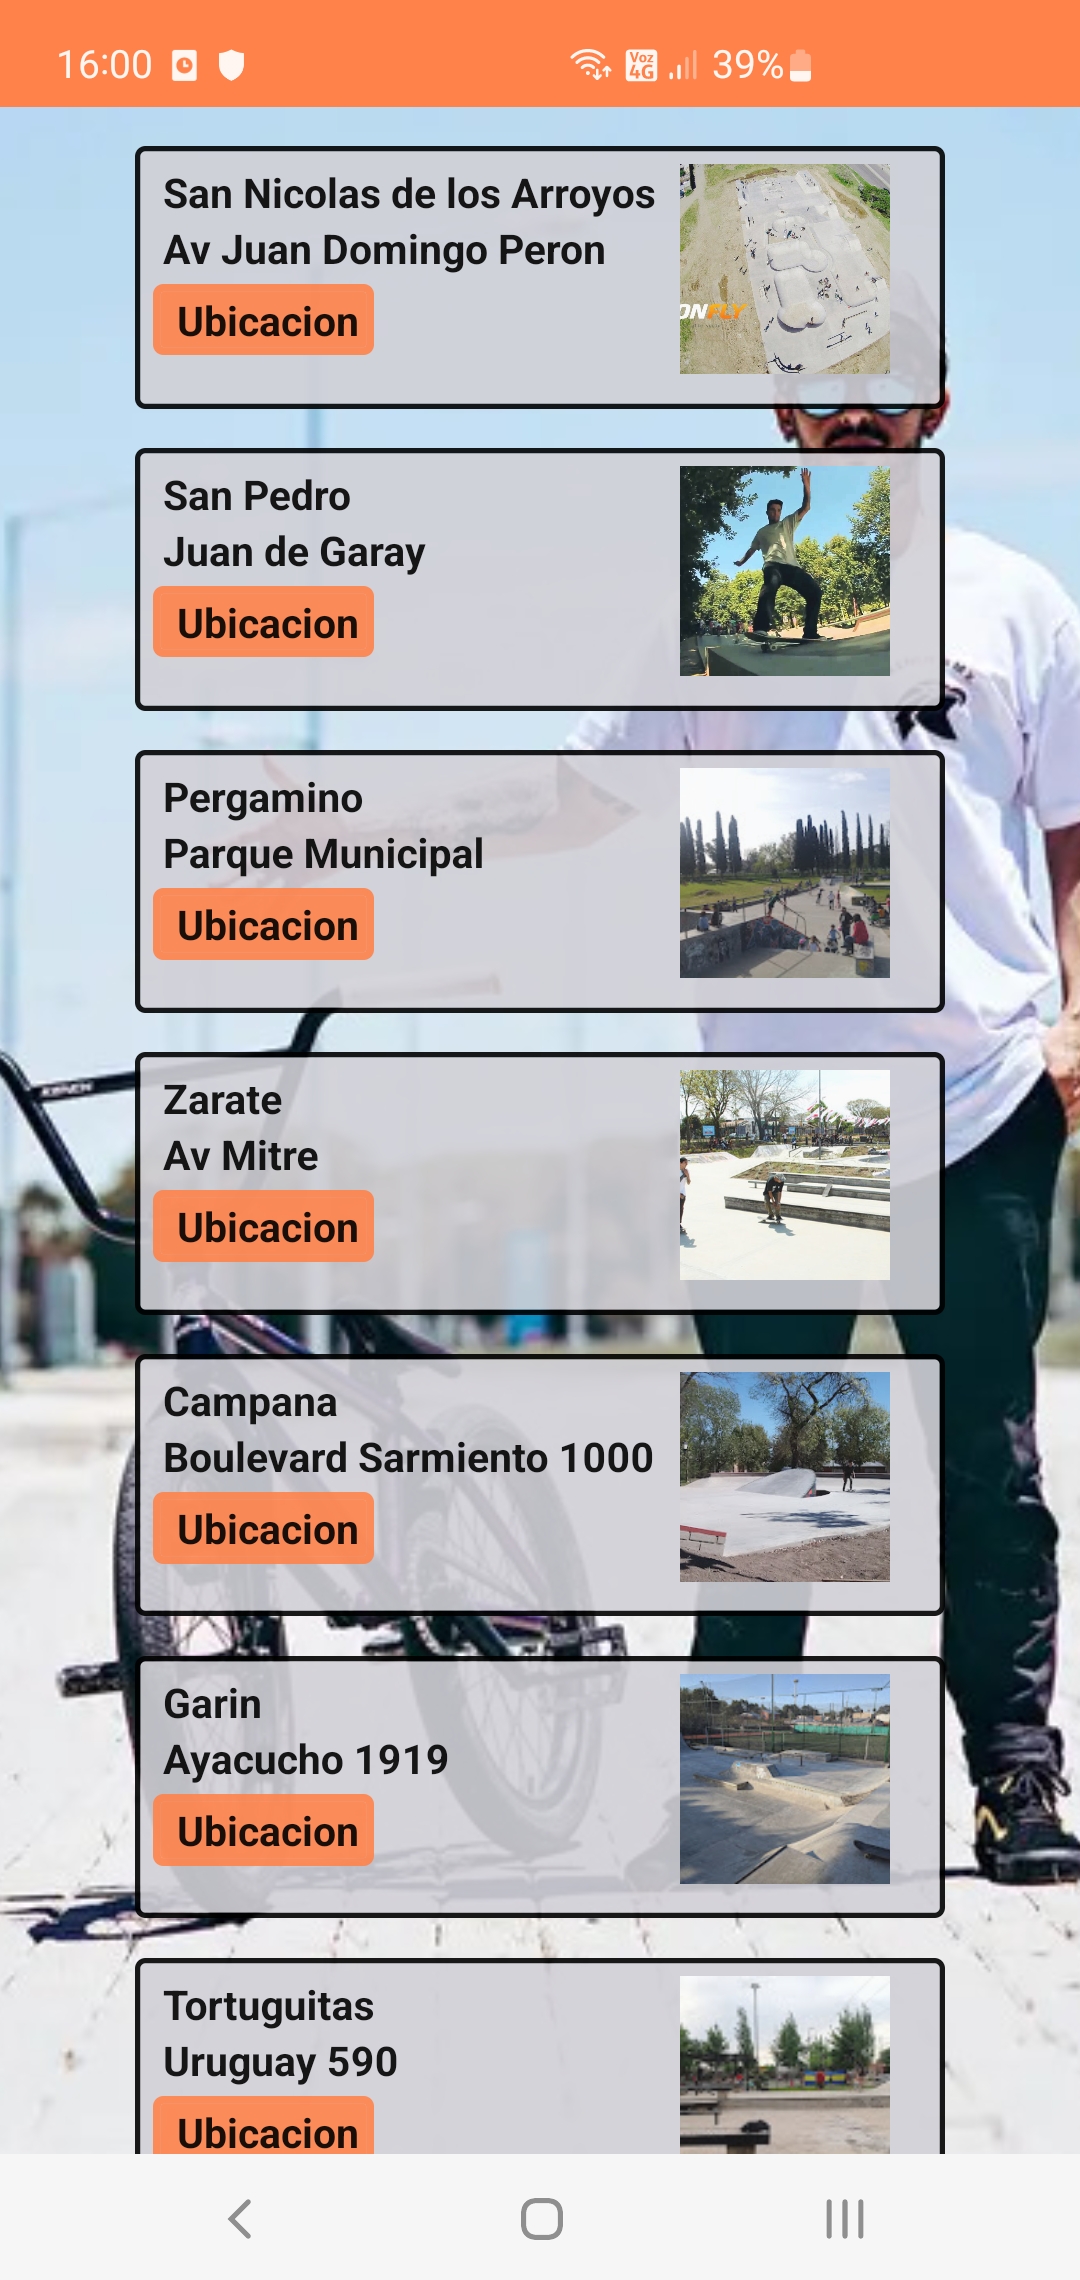 16:00
Voz
4G
39%
San Nicolas de los Arroyos
Av Juan Domingo Peron
Ubicacion
ONFLY
San Pedro
Juan de Garay
Ubicacion
Pergamino
Parque Municipal
Ubicacion
Zarate
Av Mitre
Ubicacion
Campana
Boulevard Sarmiento 1000
Ubicacion
Garin
Ayacucho 1919
Ubicacion
Tortuguitas
Uruguay 590
Ubicacion